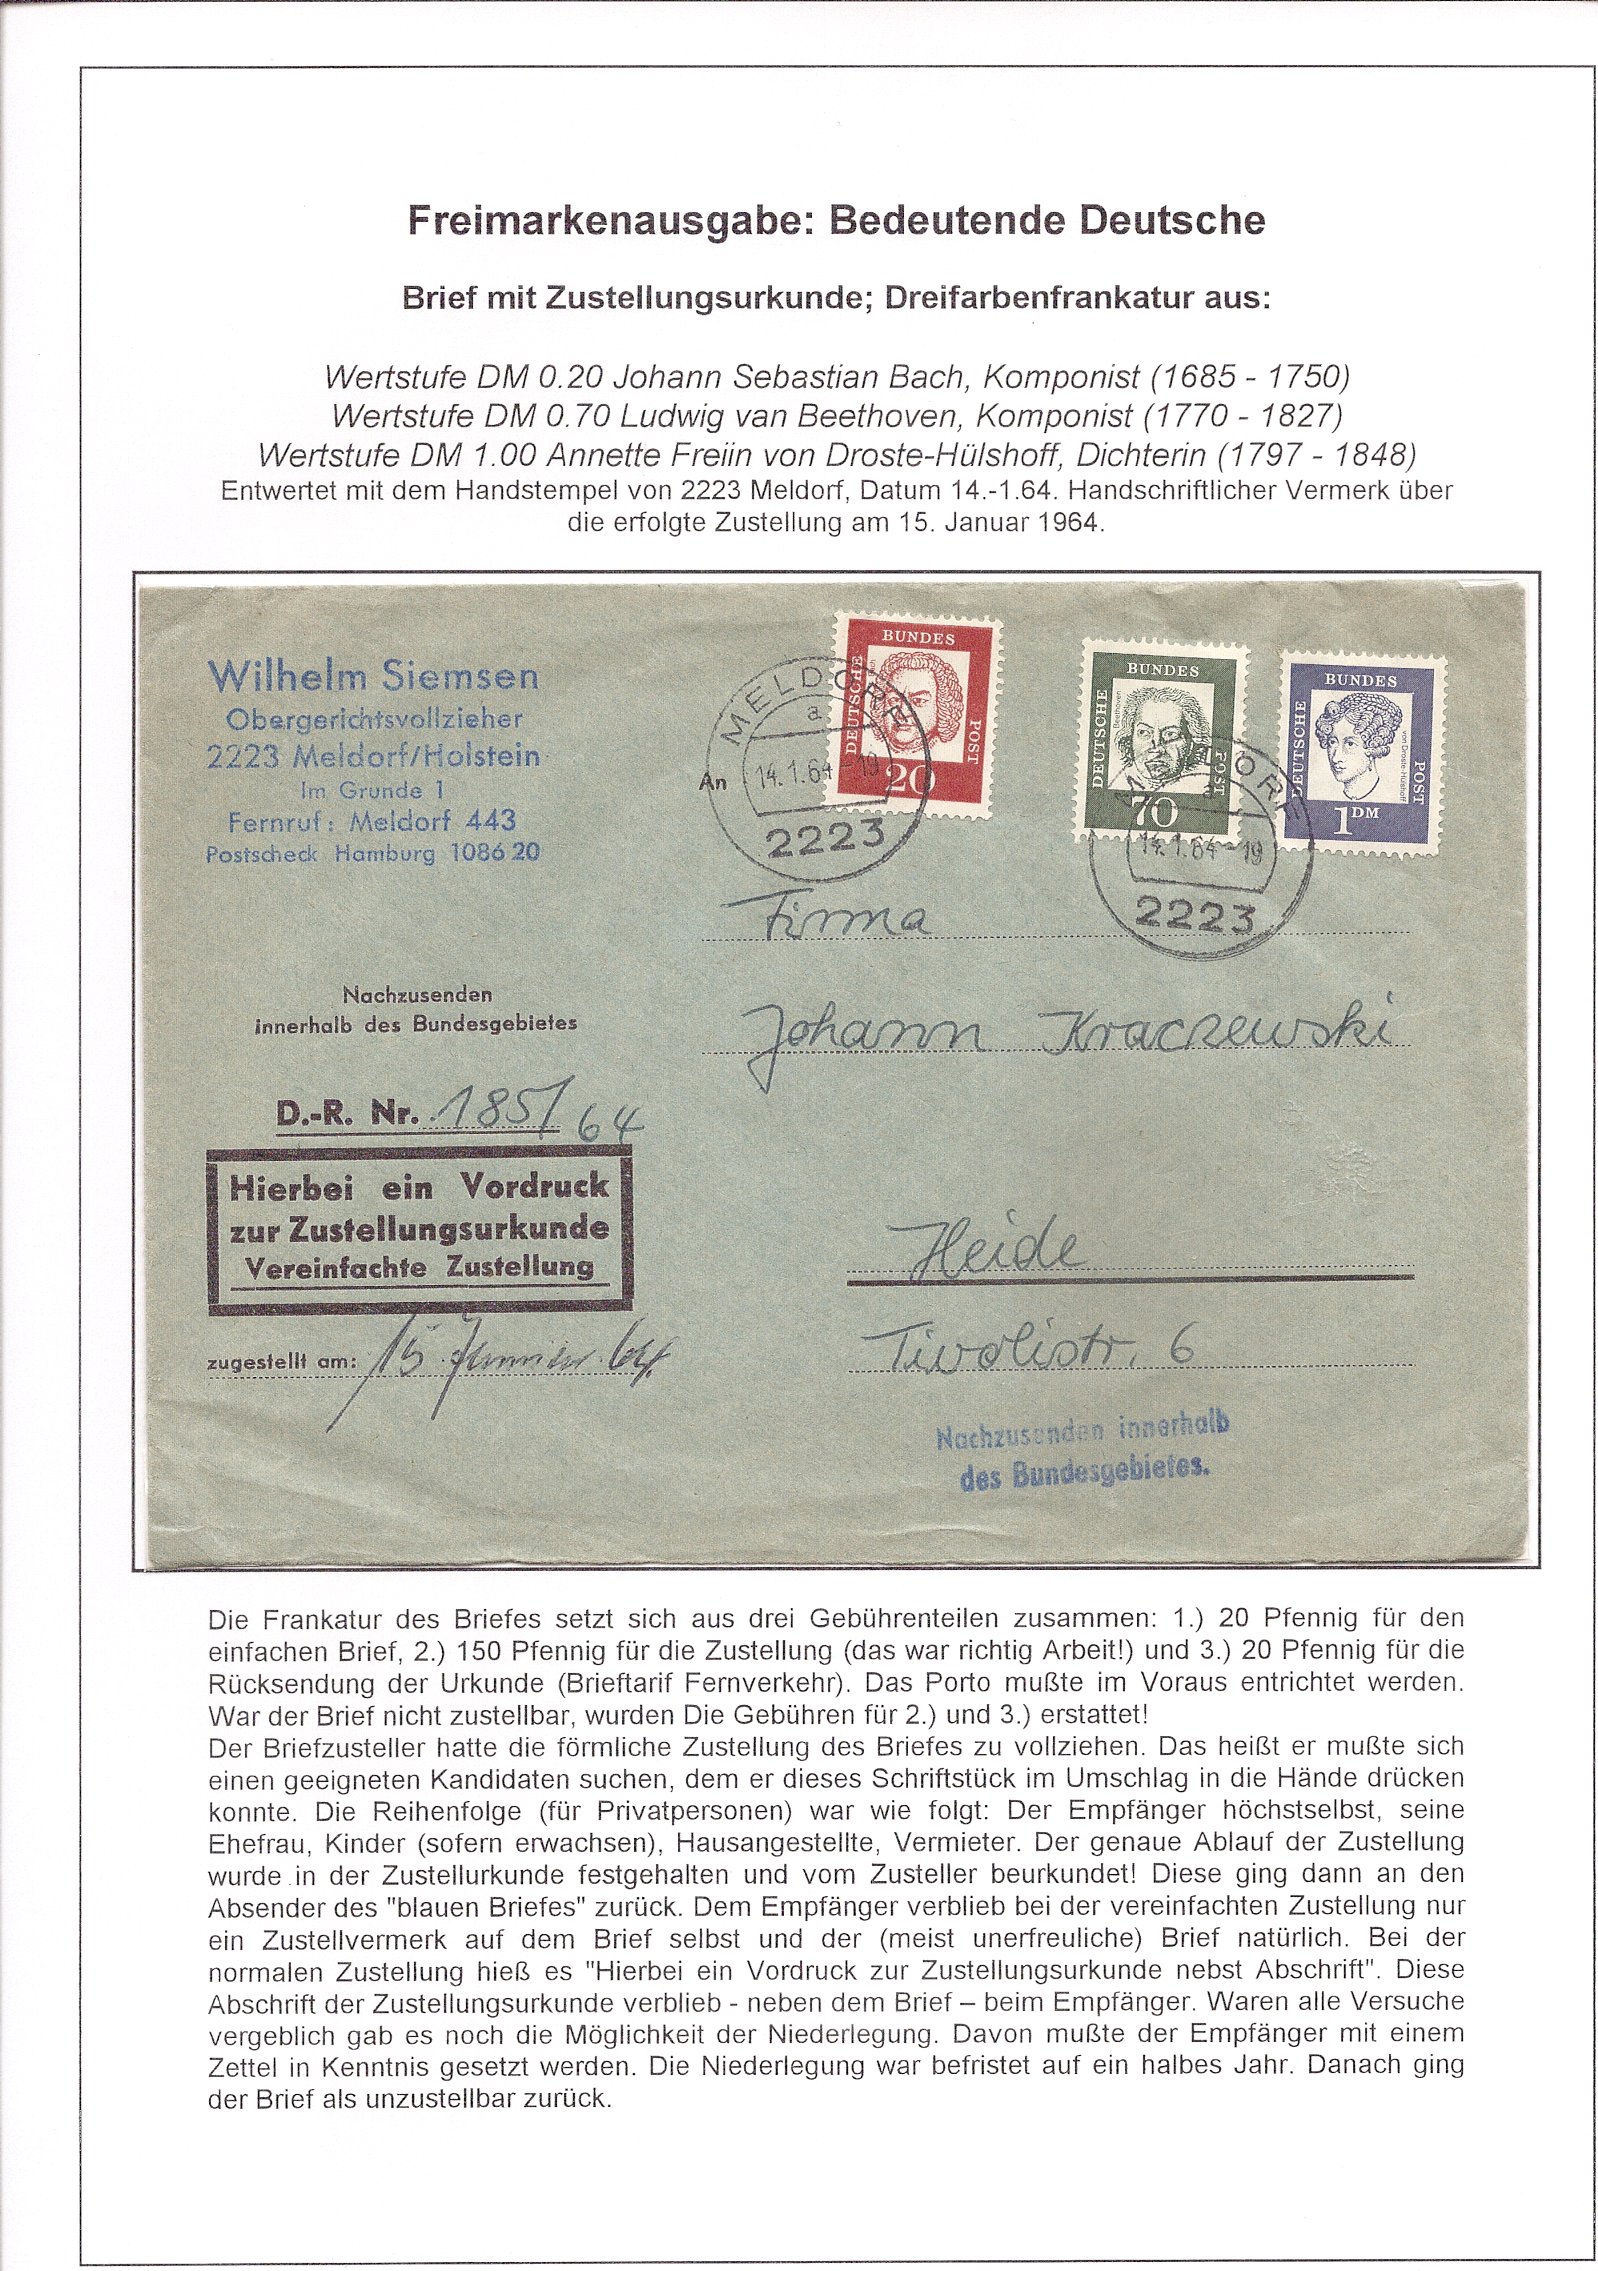 Freimarkenausgabe: Bedeutende Deutsche
Brief mit Zustellungsurkunde; Dreifarbenfrankatur aus:
Wertstufe DM 0.20 Johann Sebastian Bach, Komponist (1685 - 1750)
Wertstufe DM 0.70 Ludwig van Beethoven, Komponist (1770 - 1827)
Wertstufe DM 1.00 Annette Freiin von Droste-Hülshoff, Dichterin (1797 - 1848)
Entwertet mit dem Handstempel von 2223 Meldorf, Datum 14.-1.64. Handschriftlicher Vermerk über
die erfolgte Zustellung am 15. Januar 1964.
Wilhelm Siemsen
Obergerichtsvollzieher
2223 Meldorf/Holstein
Im Grunde 1
Fernruf: Meldorf 443
Postscheck Hamburg 108620
DEUTSCHE BUNDES POST
20
DEUTSCHE BUNDES POST
Beethoven
70
DEUTSCHE BUNDES POST
von Droste-Hülshoff
1 DM
MELDORF
a
14.1.64-19
2223
MELDORF
a
14.1.64-19
2223
An
Firma
Johann Kraczewski
Heide
Tivolistr. 6
Nachzusenden innerhalb
des Bundesgebietes.
Nachzusenden
innerhalb des Bundesgebietes
D.-R. Nr. 185/64
Hierbei ein Vordruck
zur Zustellungsurkunde
Vereinfachte Zustellung
zugestellt am: 15. Januar 64.
Die Frankatur des Briefes setzt sich aus drei Gebührenteilen zusammen: 1.) 20 Pfennig für den
einfachen Brief, 2.) 150 Pfennig für die Zustellung (das war richtig Arbeit!) und 3.) 20 Pfennig für die
Rücksendung der Urkunde (Brieftarif Fernverkehr). Das Porto mußte im Voraus entrichtet werden.
War der Brief nicht zustellbar, wurden Die Gebühren für 2.) und 3.) erstattet!
Der Briefzusteller hatte die förmliche Zustellung des Briefes zu vollziehen. Das heißt er mußte sich
einen geeigneten Kandidaten suchen, dem er dieses Schriftstück im Umschlag in die Hände drücken
konnte. Die Reihenfolge (für Privatpersonen) war wie folgt: Der Empfänger höchstselbst, seine
Ehefrau, Kinder (sofern erwachsen), Hausangestellte, Vermieter. Der genaue Ablauf der Zustellung
wurde in der Zustellurkunde festgehalten und vom Zusteller beurkundet! Diese ging dann an den
Absender des "blauen Briefes" zurück. Dem Empfänger verblieb bei der vereinfachten Zustellung nur
ein Zustellvermerk auf dem Brief selbst und der (meist unerfreuliche) Brief natürlich. Bei der
normalen Zustellung hieß es "Hierbei ein Vordruck zur Zustellungsurkunde nebst Abschrift". Diese
Abschrift der Zustellungsurkunde verblieb - neben dem Brief – beim Empfänger. Waren alle Versuche
vergeblich gab es noch die Möglichkeit der Niederlegung. Davon mußte der Empfänger mit einem
Zettel in Kenntnis gesetzt werden. Die Niederlegung war befristet auf ein halbes Jahr. Danach ging
der Brief als unzustellbar zurück.